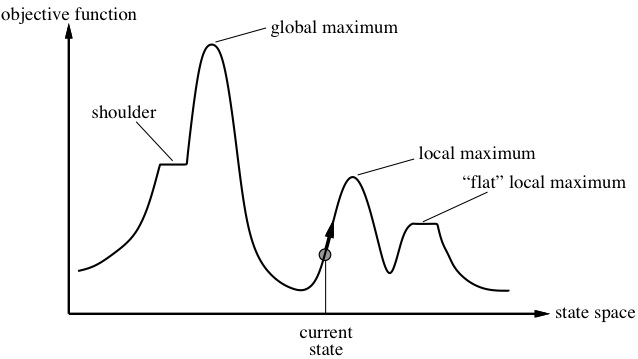 objective function
global maximum
shoulder
local maximum
“flat” local maximum
state space
current
state